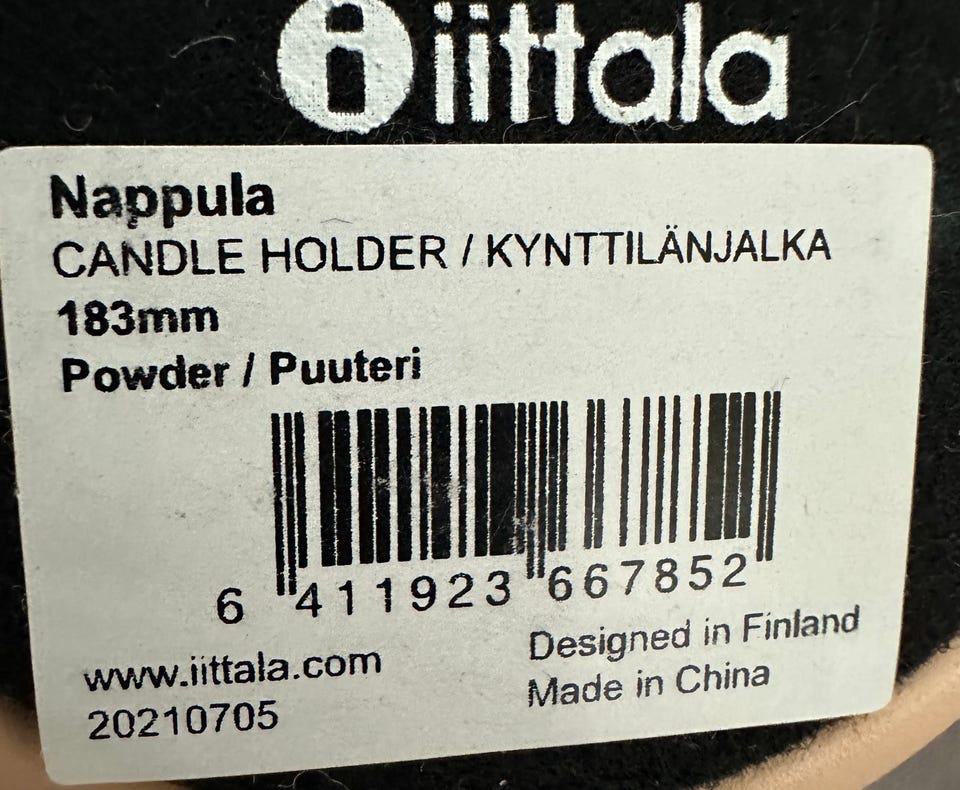 i iittala
Nappula
CANDLE HOLDER / KYNTTILÄNJALKA
183mm
Powder / Puuteri
6 411923 667852
www.iittala.com
20210705
Designed in Finland
Made in China